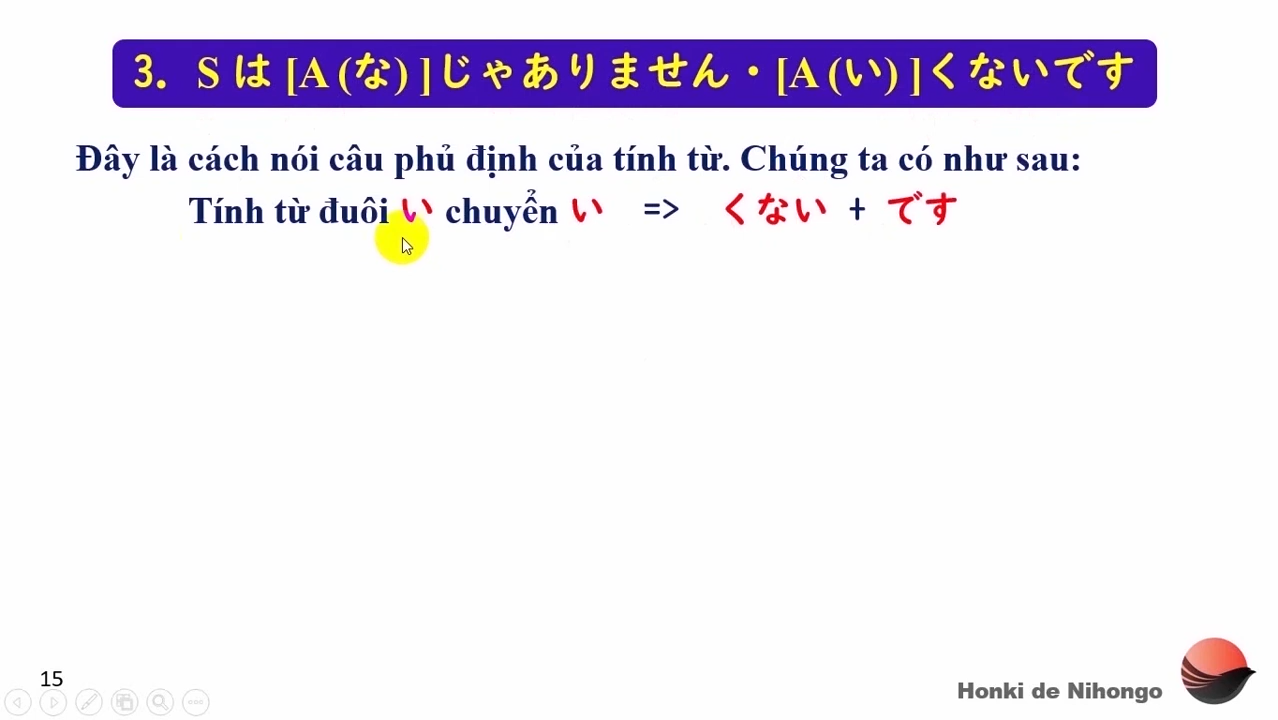 3. S は [A (な) ]じゃありません・[A (い) ]くないです
Đây là cách nói câu phủ định của tính từ. Chúng ta có như sau:
Tính từ đuôi い chuyển い => くない + です
15
Honki de Nihongo